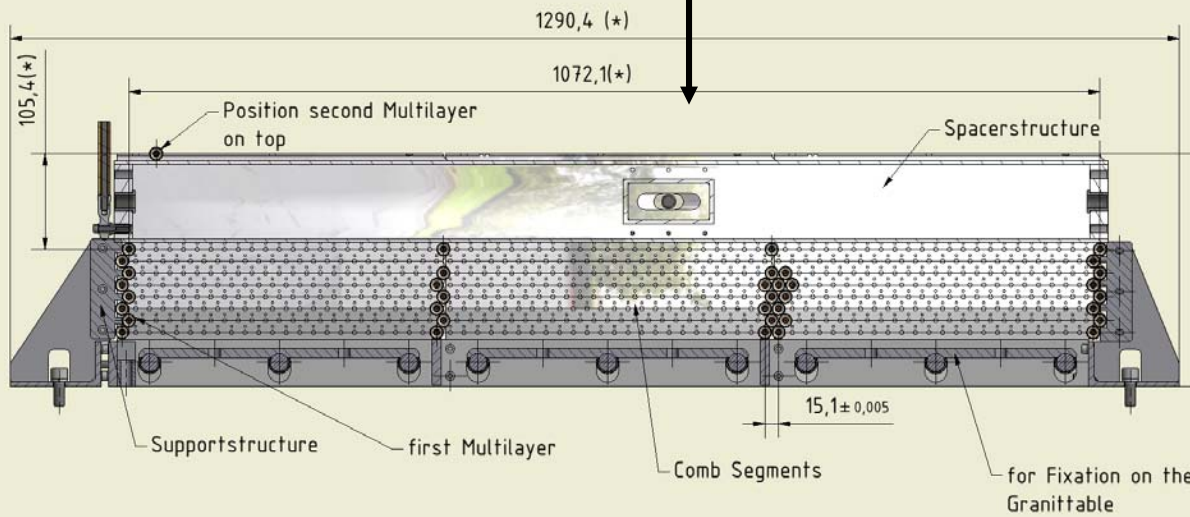 1290,4 (*)
105,4(*)
1072,1(*)
Position second Multilayer
on top
Spacerstructure
15,1± 0,005
Supportstructure
first Multilayer
Comb Segments
for Fixation on the
Granittable